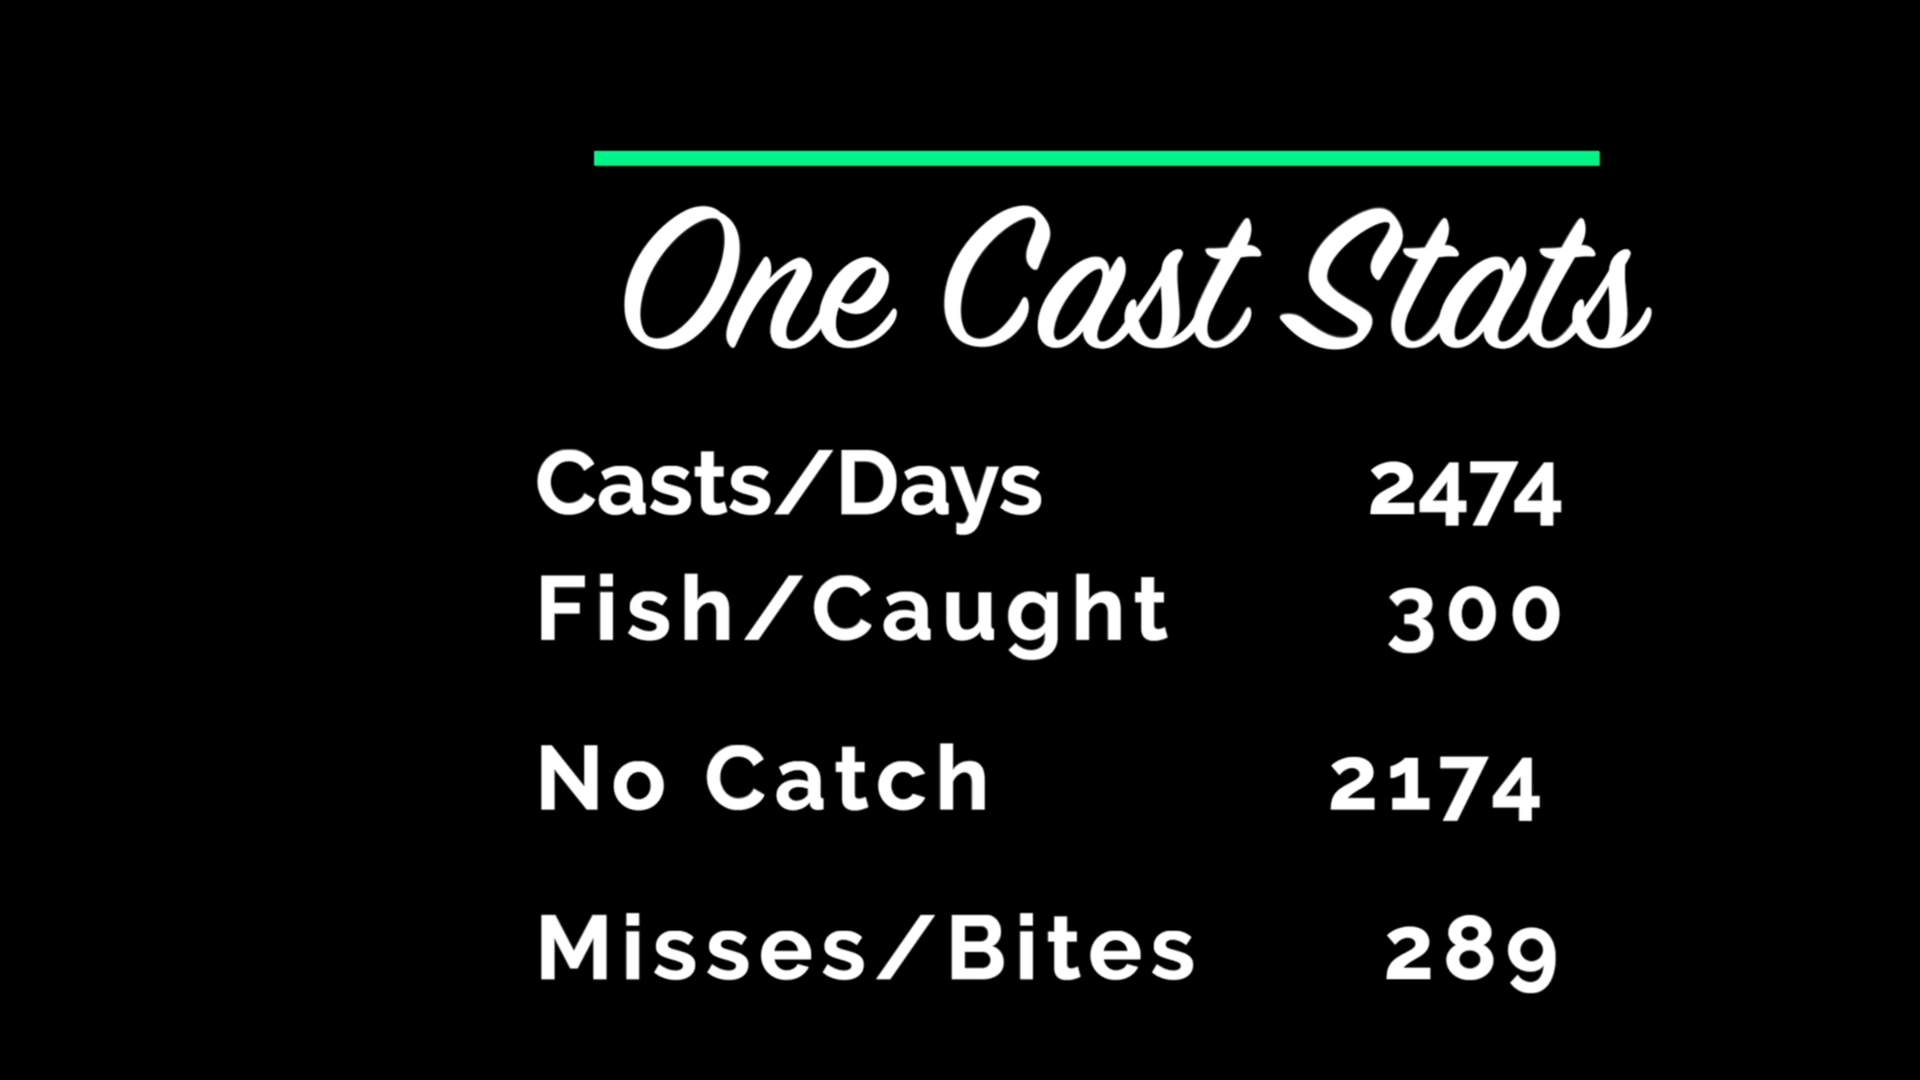 One Cast Stats
Casts/Days 2474
Fish/Caught 300
No Catch 2174
Misses/Bites 289